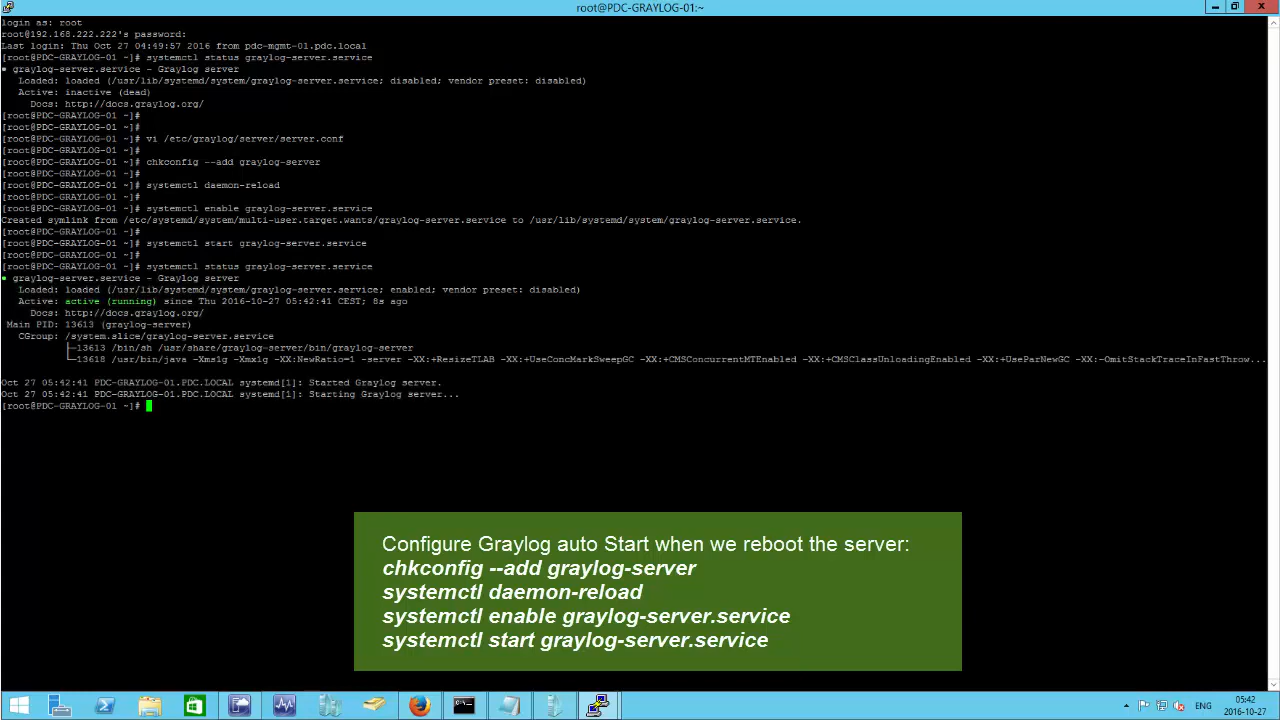 root@PDC-GRAYLOG-01:~
login as: root
root@192.168.222.222's password:
Last login: Thu Oct 27 04:49:57 2016 from pdc-mgmt-01.pdc.local
[root@PDC-GRAYLOG-01 ~]# systemctl status graylog-server.service
graylog-server.service - Graylog server
Loaded: loaded (/usr/lib/systemd/system/graylog-server.service; disabled; vendor preset: disabled)
Active: inactive (dead)
Docs: http://docs.graylog.org/
[root@PDC-GRAYLOG-01 ~]#
[root@PDC-GRAYLOG-01 ~]#
[root@PDC-GRAYLOG-01 ~]# vi /etc/graylog/server/server.conf
[root@PDC-GRAYLOG-01 ~]#
[root@PDC-GRAYLOG-01 ~]# chkconfig --add graylog-server
[root@PDC-GRAYLOG-01 ~]#
[root@PDC-GRAYLOG-01 ~]# systemctl daemon-reload
[root@PDC-GRAYLOG-01 ~]#
[root@PDC-GRAYLOG-01 ~]# systemctl enable graylog-server.service
Created symlink from /etc/systemd/system/multi-user.target.wants/graylog-server.service to /usr/lib/systemd/system/graylog-server.service.
[root@PDC-GRAYLOG-01 ~]#
[root@PDC-GRAYLOG-01 ~]# systemctl start graylog-server.service
[root@PDC-GRAYLOG-01 ~]#
[root@PDC-GRAYLOG-01 ~]# systemctl status graylog-server.service
graylog-server.service - Graylog server
Loaded: loaded (/usr/lib/systemd/system/graylog-server.service; enabled; vendor preset: disabled)
Active: active (running) since Thu 2016-10-27 05:42:41 CEST; 8s ago
Docs: http://docs.graylog.org/
Main PID: 13613 (graylog-server)
CGroup: /system.slice/graylog-server.service
├─13613 /bin/sh /usr/share/graylog-server/bin/graylog-server
└─13618 /usr/bin/java -Xms1g -Xmx1g -XX:NewRatio=1 -server -XX:+ResizeTLAB -XX:+UseConcMarkSweepGC -XX:+CMSConcurrentMTEnabled -XX:+CMSClassUnloadingEnabled -XX:+UseParNewGC -XX:-OmitStackTraceInFastThrow...
Oct 27 05:42:41 PDC-GRAYLOG-01.PDC.LOCAL systemd[1]: Started Graylog server.
Oct 27 05:42:41 PDC-GRAYLOG-01.PDC.LOCAL systemd[1]: Starting Graylog server...
[root@PDC-GRAYLOG-01 ~]#
Configure Graylog auto Start when we reboot the server:
chkconfig --add graylog-server
systemctl daemon-reload
systemctl enable graylog-server.service
systemctl start graylog-server.service
ENG
05:42
2016-10-27